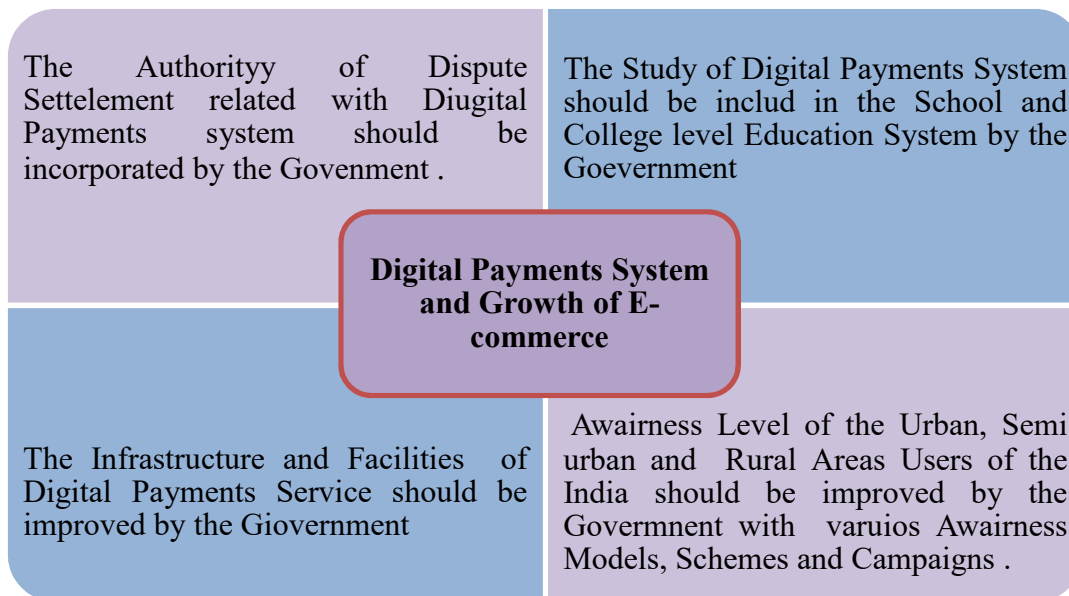 The Authorityy of Dispute
Settelement related with Diugital
Payments system should be
incorporated by the Govenment .
The Study of Digital Payments System
should be includ in the School and
College level Education System by the
Goevernment
Digital Payments System
and Growth of E-
commerce
The Infrastructure and Facilities of
Digital Payments Service should be
improved by the Giovernment
Awairness Level of the Urban, Semi
urban and Rural Areas Users of the
India should be improved by the
Govermnent with varuios Awairness
Models, Schemes and Campaigns .